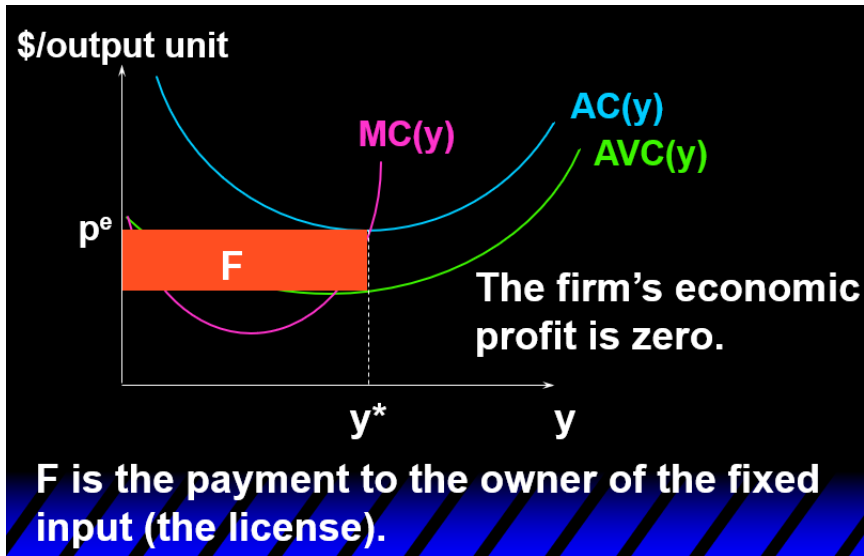 $/output unit
AC(y)
MC(y)
AVC(y)
pᵉ
F
The firm’s economic
profit is zero.
y*
y
F is the payment to the owner of the fixed
input (the license).